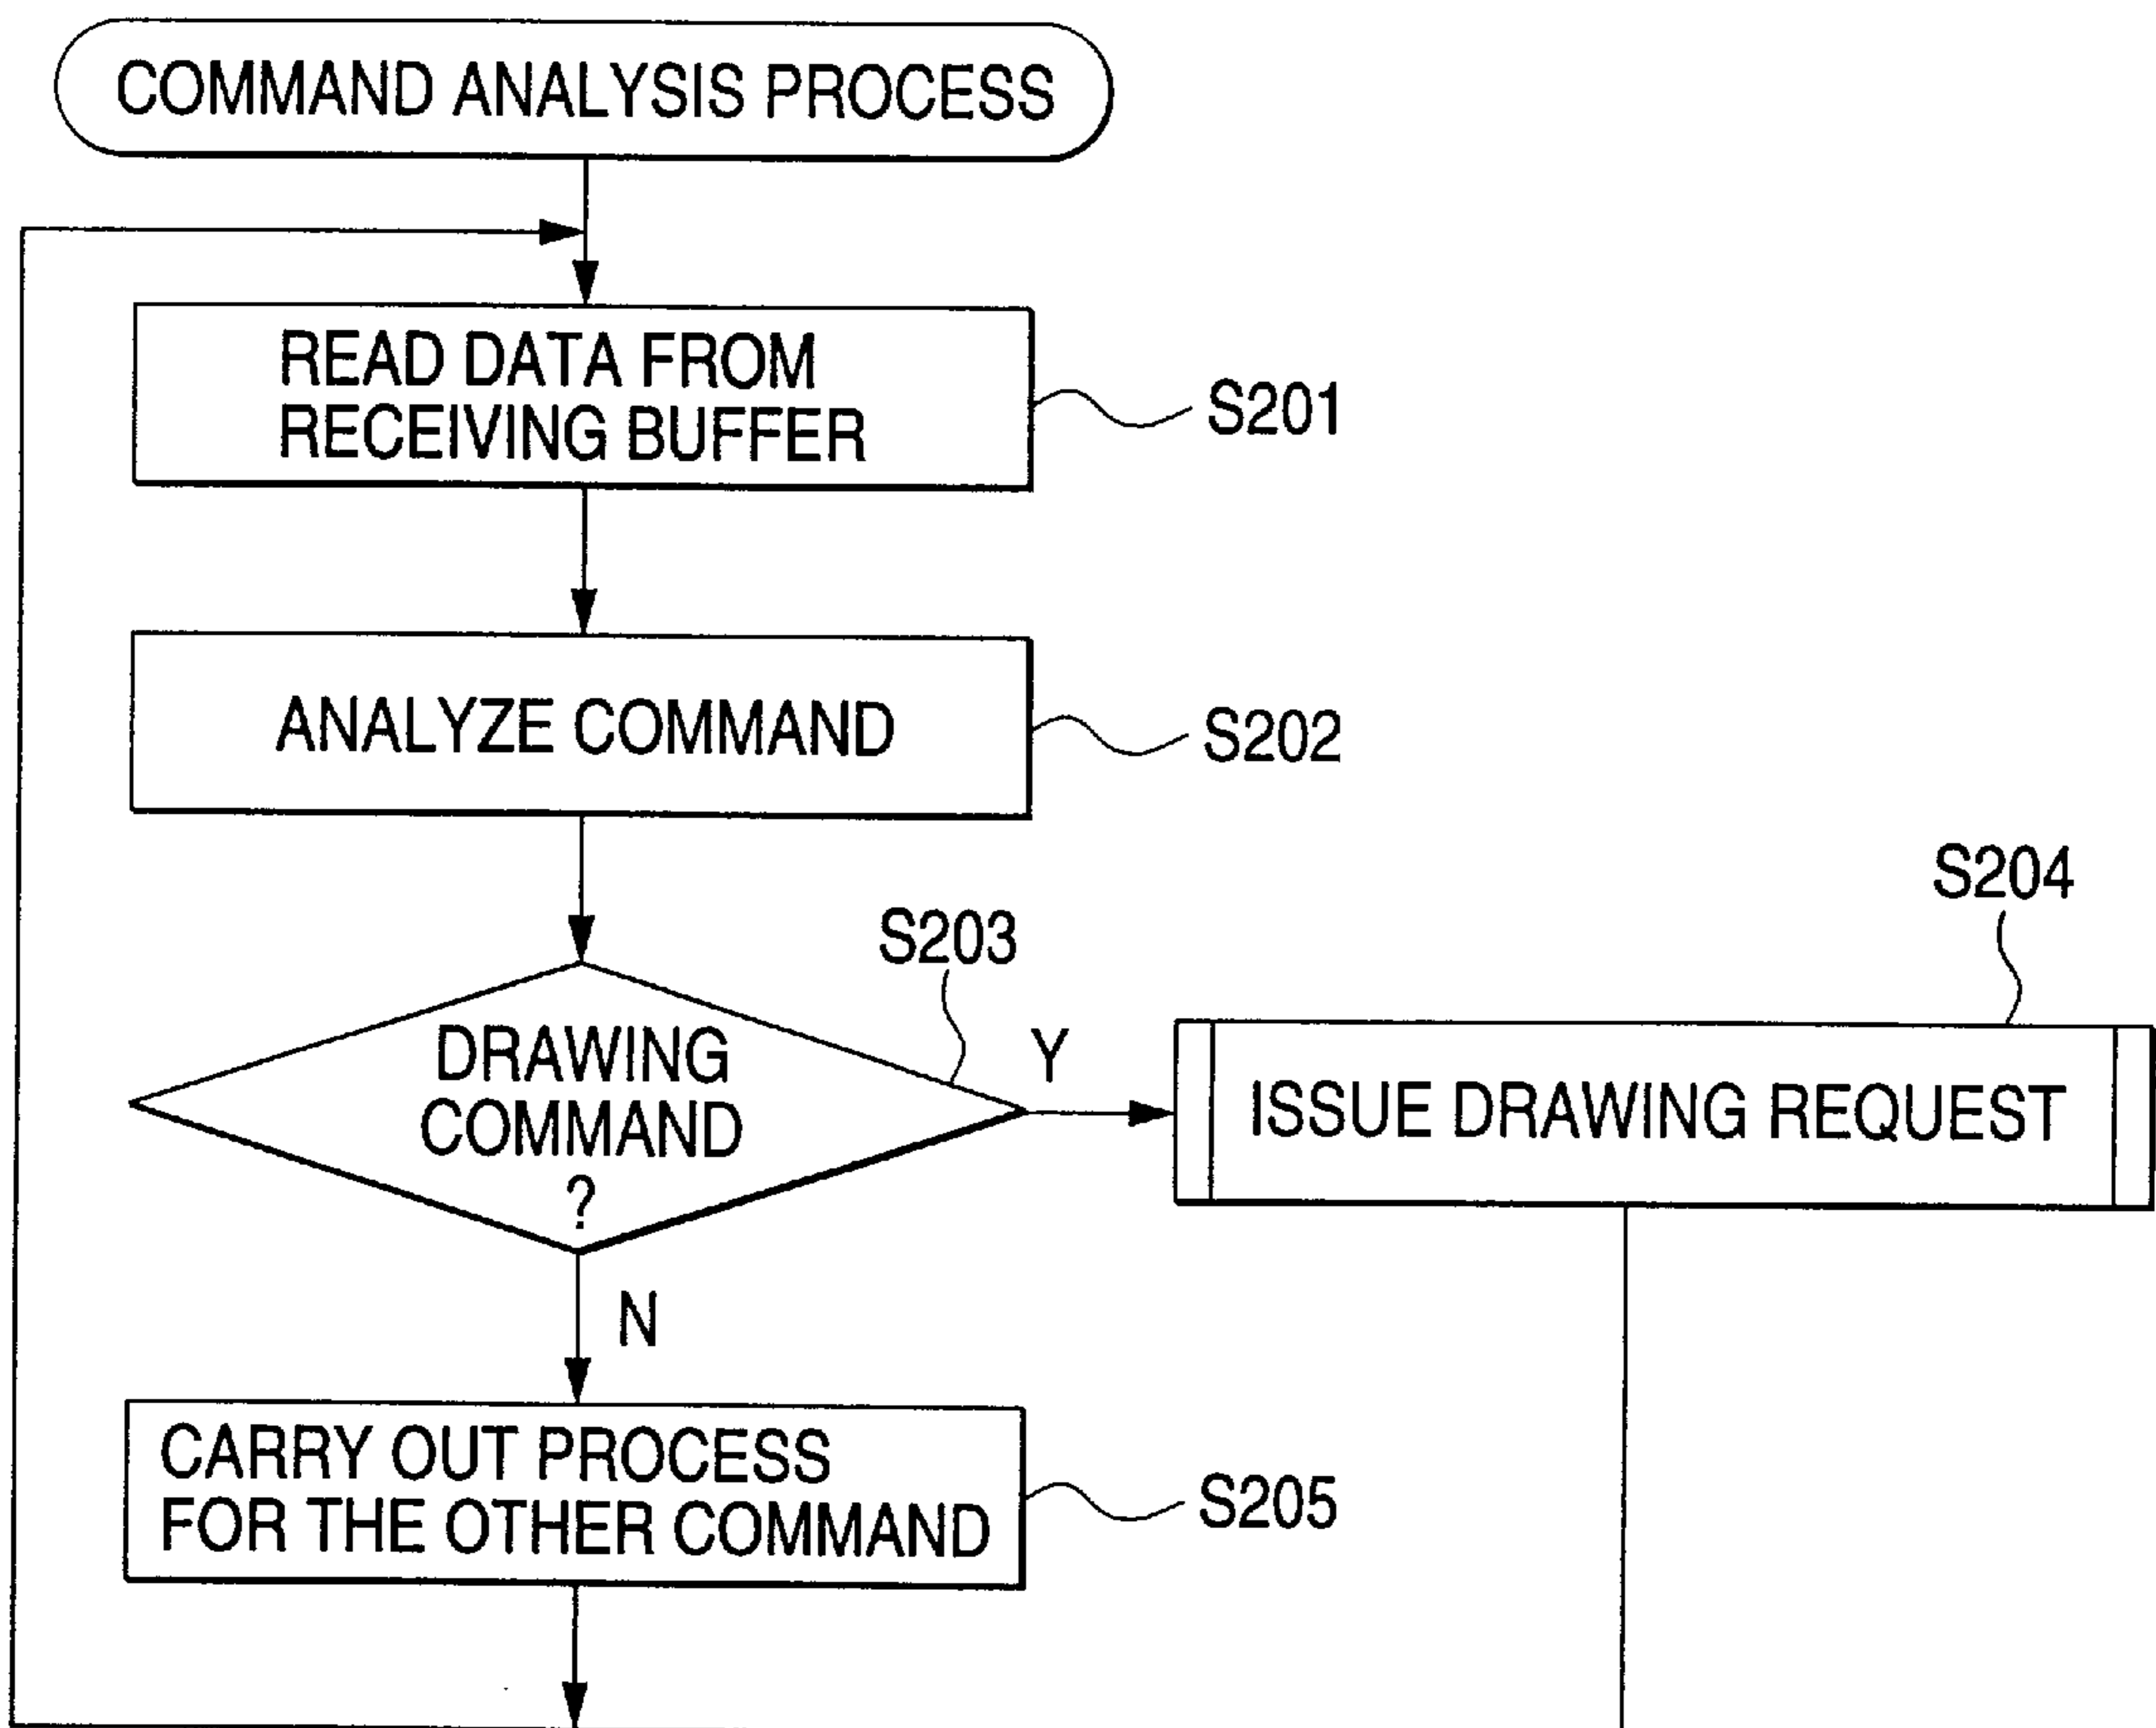 COMMAND ANALYSIS PROCESS
READ DATA FROM
RECEIVING BUFFER
S201
ANALYZE COMMAND
S202
S203
DRAWING
COMMAND
?
Y
S204
ISSUE DRAWING REQUEST
N
CARRY OUT PROCESS
FOR THE OTHER COMMAND
S205